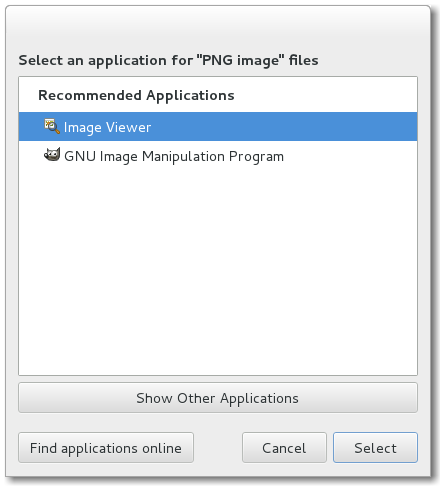 Select an application for "PNG image" files
Recommended Applications
Image Viewer
GNU Image Manipulation Program
Show Other Applications
Find applications online
Cancel
Select